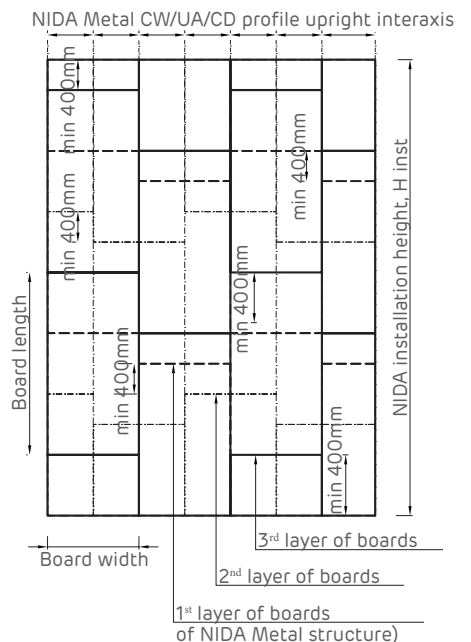 NIDA Metal CW/UA/CD profile upright interaxis
min 400mm
min 400mm
min 400mm
min 400mm
NIDA installation height, H inst
Board length
min 400mm
min 400mm
Board width
3rd layer of boards
2nd layer of boards
1st layer of boards
of NIDA Metal structure)